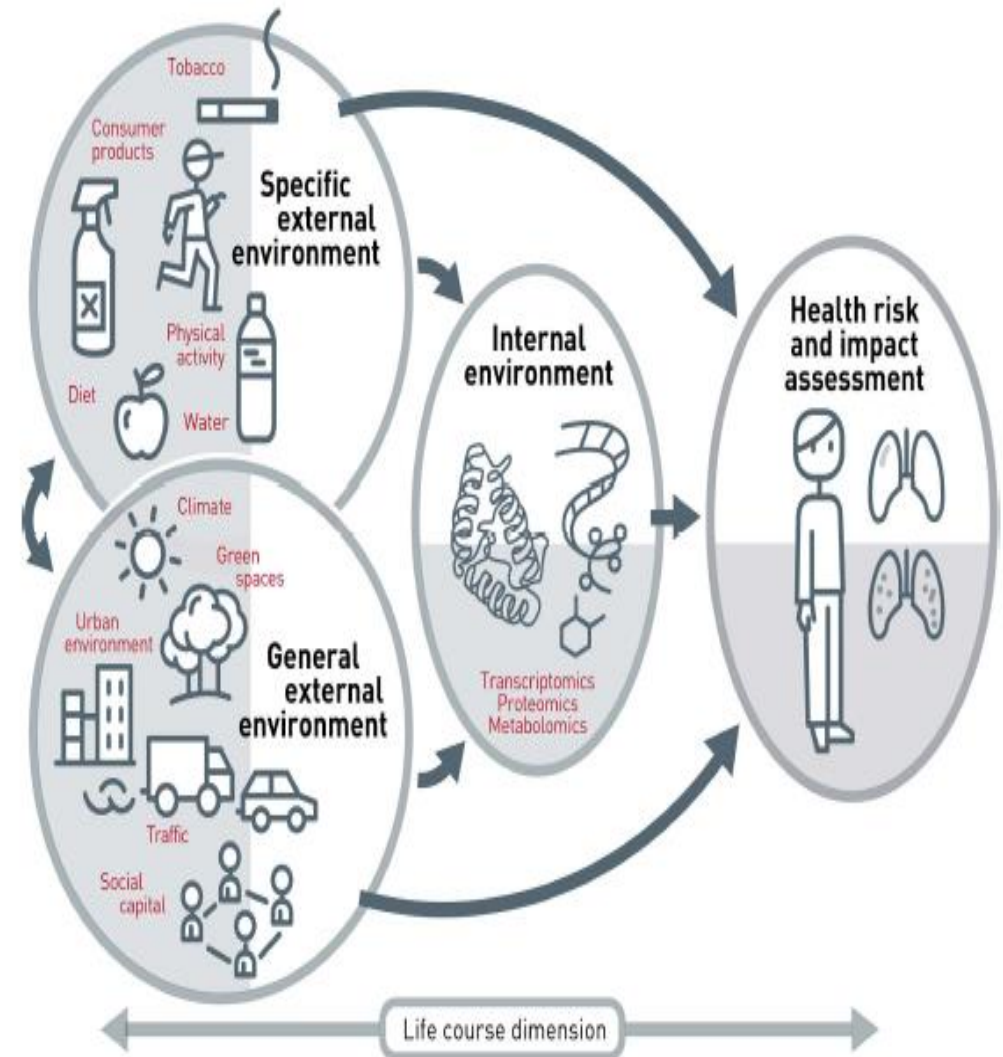 Tobacco
Consumer
products
Specific
external
environment
Physical
activity
Diet
Water
Climate
Green
spaces
Urban
environment
General
external
environment
Traffic
Social
capital
Internal
environment
Transcriptomics
Proteomics
Metabolomics
Health risk
and impact
assessment
Life course dimension